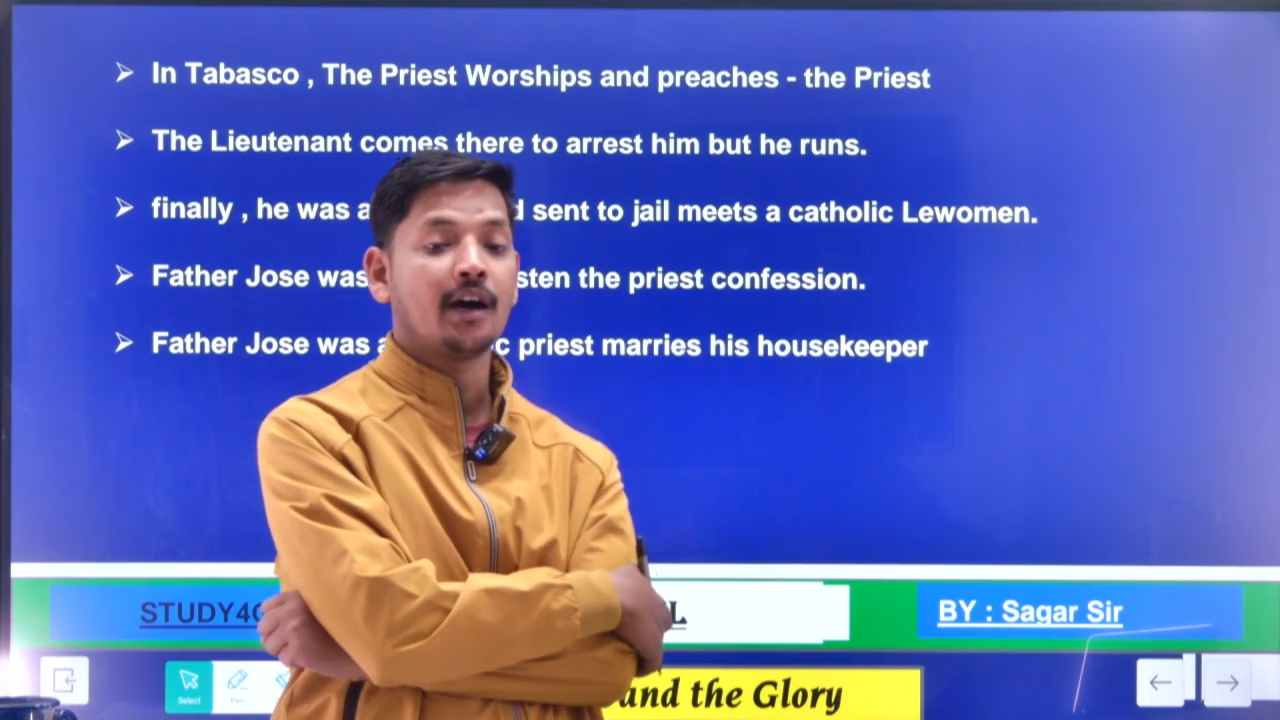 In Tabasco , The Priest Worships and preaches - the Priest
The Lieutenant comes there to arrest him but he runs.
finally , he was sent to jail meets a catholic Lewomen.
Father Jose was the priest confession.
Father Jose was priest marries his housekeeper
BY : Sagar Sir
Select
Pen
and the Glory